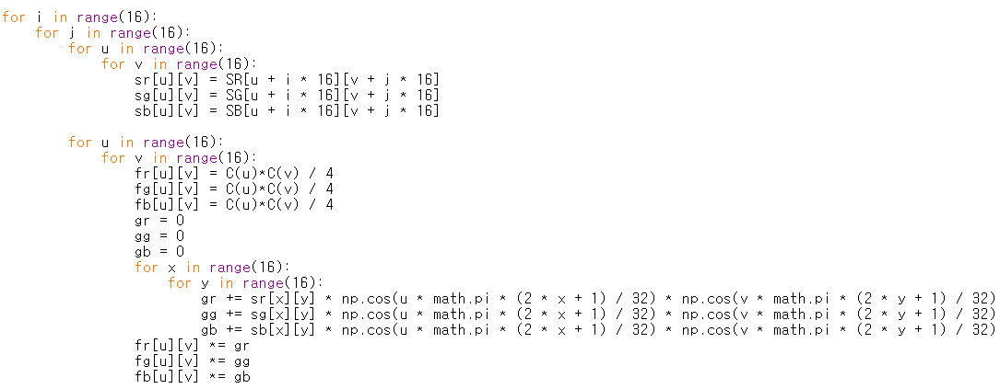 for i in range(16):
    for j in range(16):
        for u in range(16):
            for v in range(16):
                sr[u][v] = SR[u + i * 16][v + j * 16]
                sg[u][v] = SG[u + i * 16][v + j * 16]
                sb[u][v] = SB[u + i * 16][v + j * 16]

        for u in range(16):
            for v in range(16):
                fr[u][v] = C(u)*C(v) / 4
                fg[u][v] = C(u)*C(v) / 4
                fb[u][v] = C(u)*C(v) / 4
                gr = 0
                gg = 0
                gb = 0
                for x in range(16):
                    for y in range(16):
                        gr += sr[x][y] * np.cos(u * math.pi * (2 * x + 1) / 32) * np.cos(v * math.pi * (2 * y + 1) / 32)
                        gg += sg[x][y] * np.cos(u * math.pi * (2 * x + 1) / 32) * np.cos(v * math.pi * (2 * y + 1) / 32)
                        gb += sb[x][y] * np.cos(u * math.pi * (2 * x + 1) / 32) * np.cos(v * math.pi * (2 * y + 1) / 32)
                fr[u][v] *= gr
                fg[u][v] *= gg
                fb[u][v] *= gb